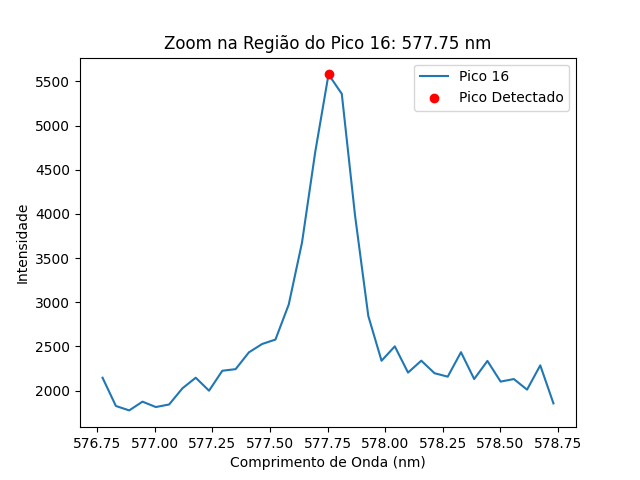 Zoom na Região do Pico 16: 577.75 nm
Pico 16
Pico Detectado
Intensidade
5500
5000
4500
4000
3500
3000
2500
2000
576.75 577.00 577.25 577.50 577.75 578.00 578.25 578.50 578.75
Comprimento de Onda (nm)